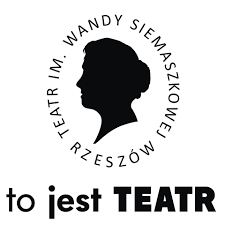 TEATR IM. WANDY SIEMASZKOWEJ
RZESZÓW
to jest TEATR